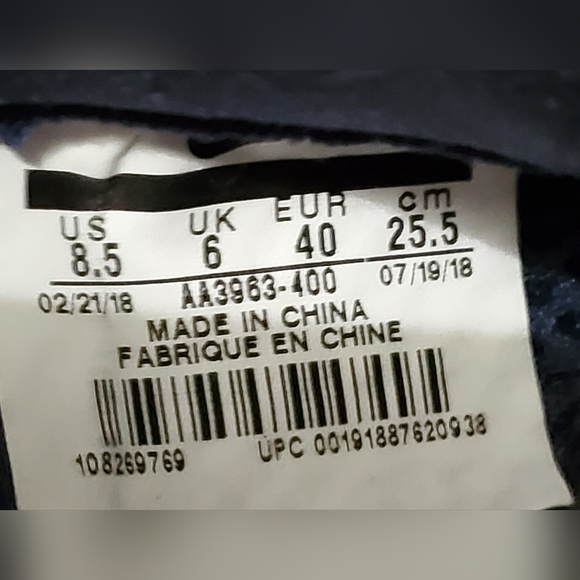 US UK EUR cm
8.5 6 40 25.5
02/21/18 AA3963-400 07/19/18
MADE IN CHINA
FABRIQUE EN CHINE
108269769 UPC 00191887620938